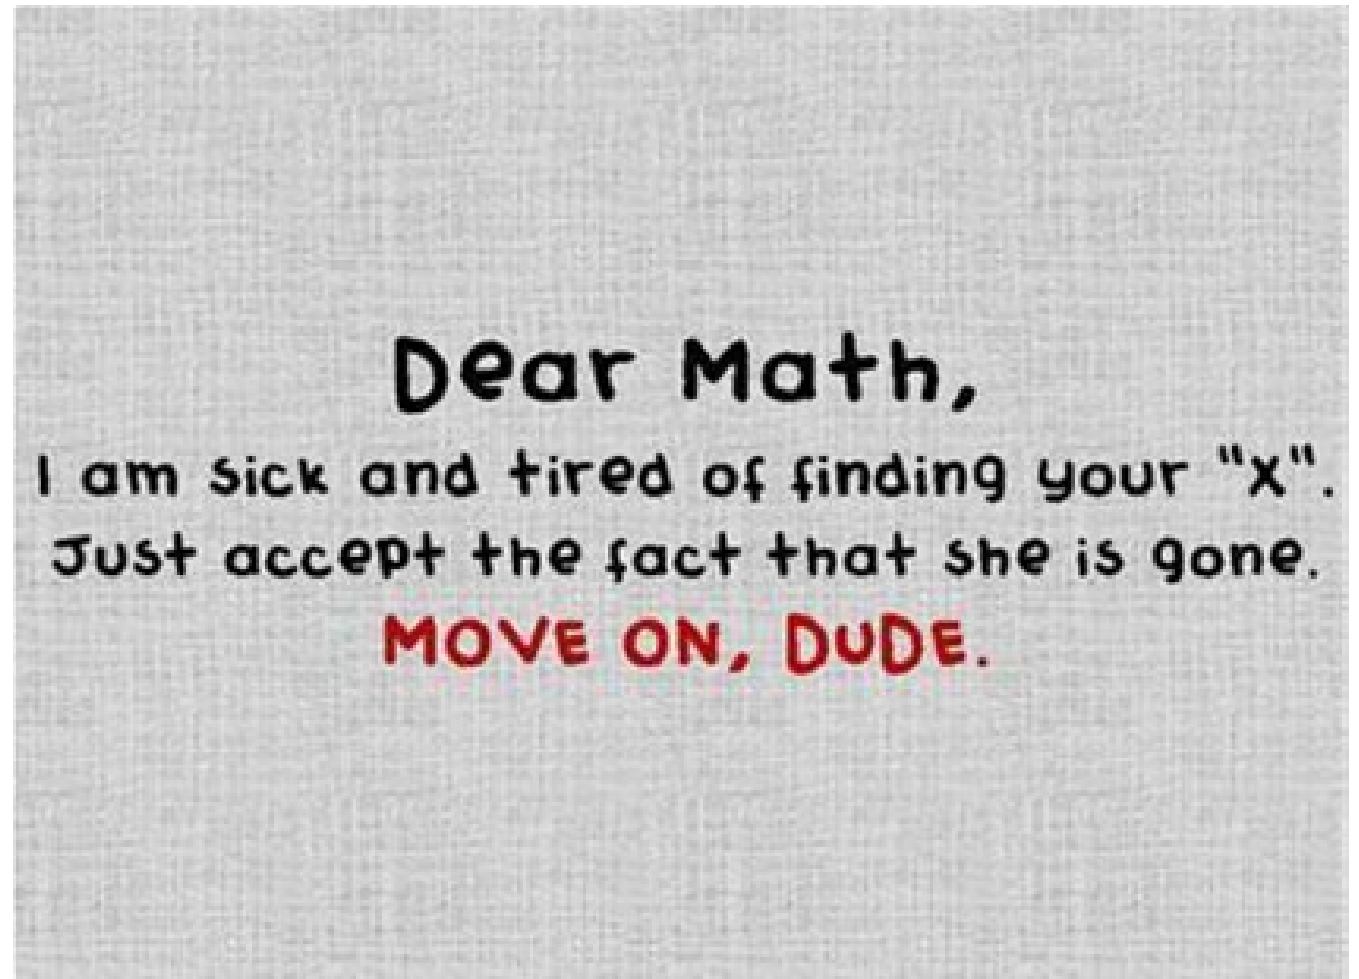 Dear Math,
I am sick and tired of finding your "X".
Just accept the fact that she is gone.
MOVE ON, DUDE.